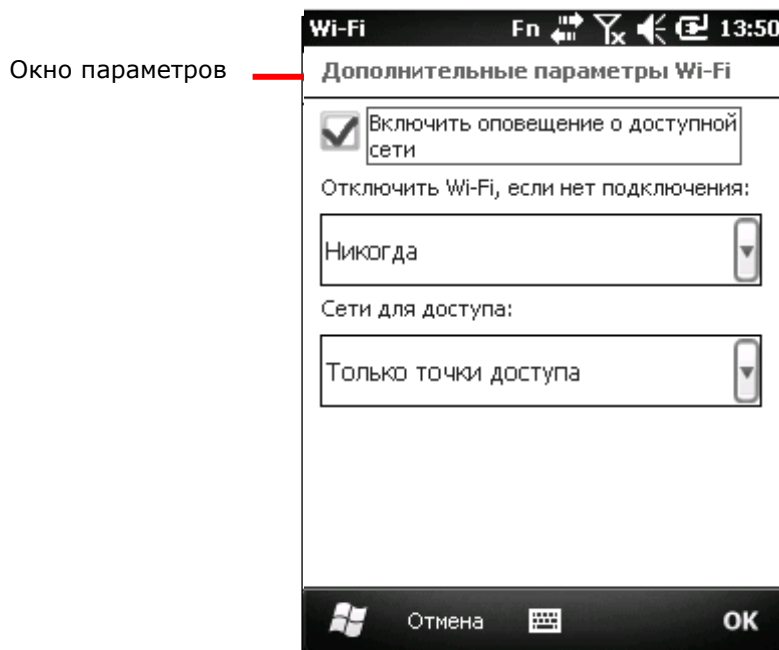 Wi-Fi Fn 13:50
Окно параметров
Дополнительные параметры Wi-Fi
Включить оповещение о доступной
сети
Отключить Wi-Fi, если нет подключения:
Никогда
Сети для доступа:
Только точки доступа
Отмена OK